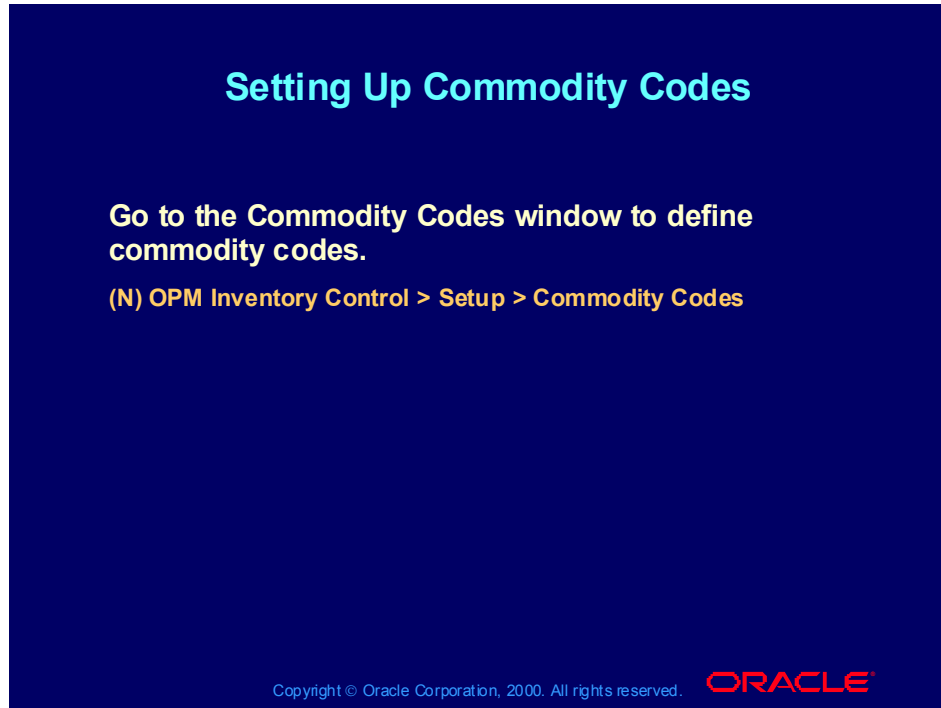 Setting Up Commodity Codes
Go to the Commodity Codes window to define
commodity codes.
(N) OPM Inventory Control > Setup > Commodity Codes
Copyright © Oracle Corporation, 2000. All rights reserved.
ORACLE®